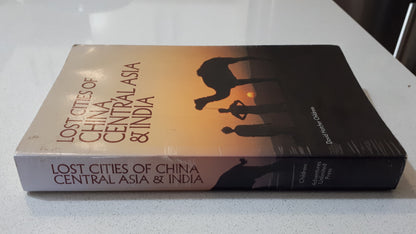 LOST CITIES OF
CHINA,
CENTRAL ASIA
& INDIA
David Hatcher Childress
LOST CITIES OF CHINA
CENTRAL ASIA & INDIA
Childress
Adventures
Unlimited
Press